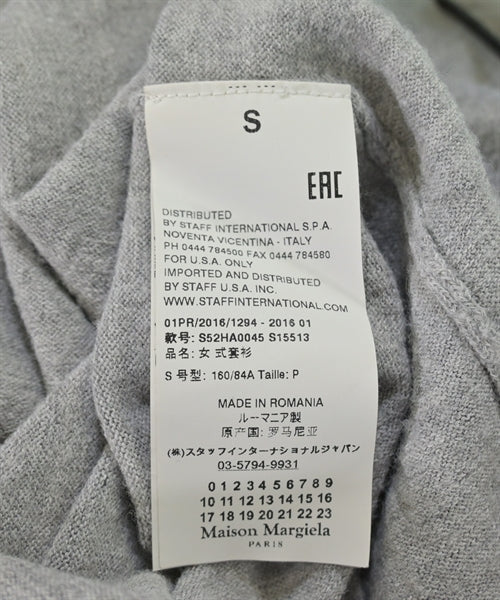 S
EAC
DISTRIBUTED
BY STAFF INTERNATIONAL S.P.A.
NOVENTA VICENTINA - ITALY
PH 0444 784500 FAX 0444 784580
FOR U.S.A. ONLY
IMPORTED AND DISTRIBUTED
BY STAFF U.S.A. INC.
WWW.STAFFINTERNATIONAL.COM
01PR/2016/1294 - 2016 01
款号: S52HA0045 S15513
品名: 女式套衫
S 号型: 160/84A Taille: P
MADE IN ROMANIA
ルーマニア製
原产国: 罗马尼亚
(株)スタッフインターナショナルジャパン
03-5794-9931
0 1 2 3 4 5 6 7 8 9
10 11 12 13 14 15 16
17 18 19 20 21 22 23
Maison Margiela
PARIS